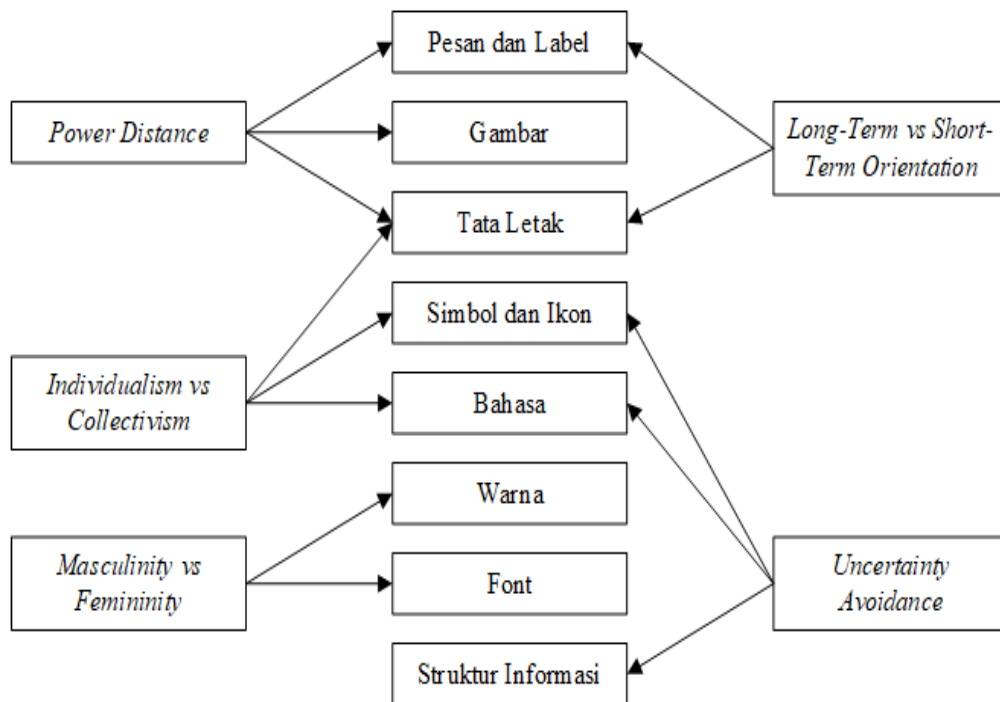 Pesan dan Label
Power Distance
Gambar
Long-Term vs Short-
Term Orientation
Tata Letak
Simbol dan Ikon
Individualism vs
Collectivism
Bahasa
Warna
Masculinity vs
Femininity
Font
Uncertainty
Avoidance
Struktur Informasi